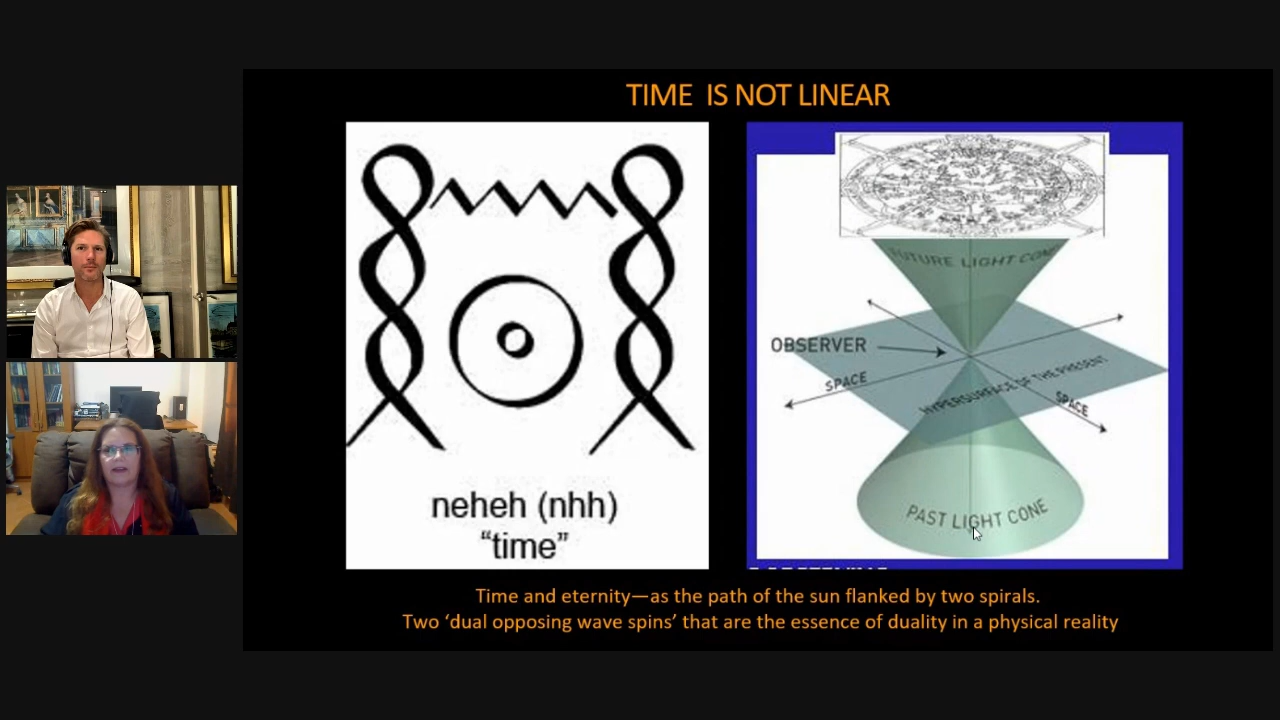 TIME IS NOT LINEAR
neheh (nhh)
“time”
FUTURE LIGHT CONE
OBSERVER
SPACE
HYPERSURFACE OF THE PRESENT
SPACE
PAST LIGHT CONE
Time and eternity—as the path of the sun flanked by two spirals.
Two ‘dual opposing wave spins’ that are the essence of duality in a physical reality